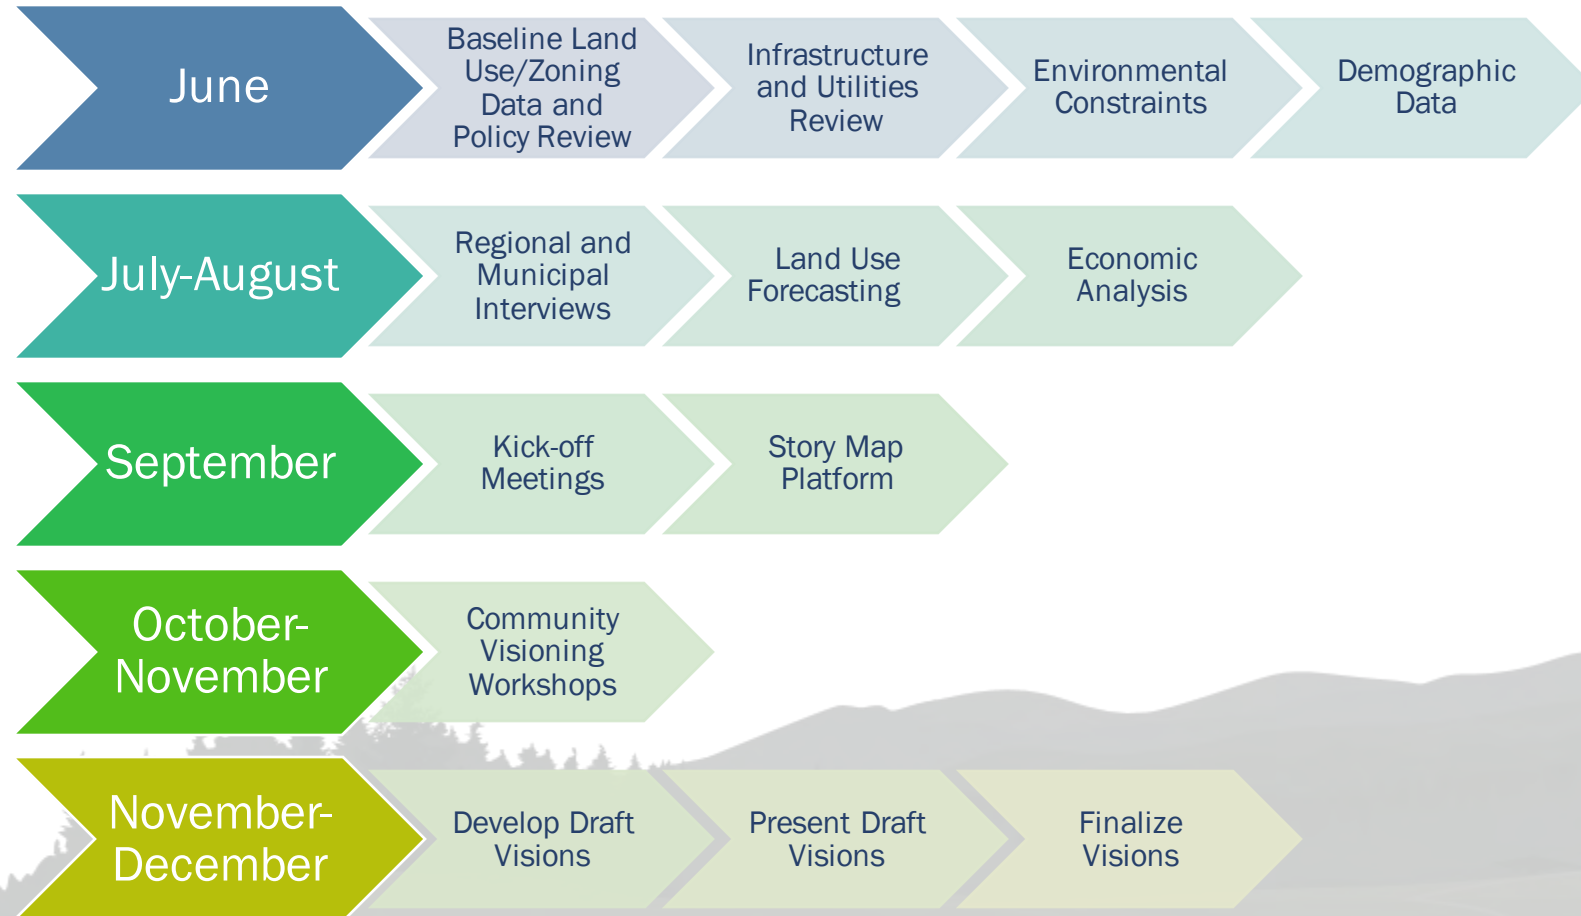 June
Baseline Land
Use/Zoning
Data and
Policy Review
Infrastructure
and Utilities
Review
Environmental
Constraints
Demographic
Data
July-August
Regional and
Municipal
Interviews
Land Use
Forecasting
Economic
Analysis
September
Kick-off
Meetings
Story Map
Platform
October-
November
Community
Visioning
Workshops
November-
December
Develop Draft
Visions
Present Draft
Visions
Finalize
Visions